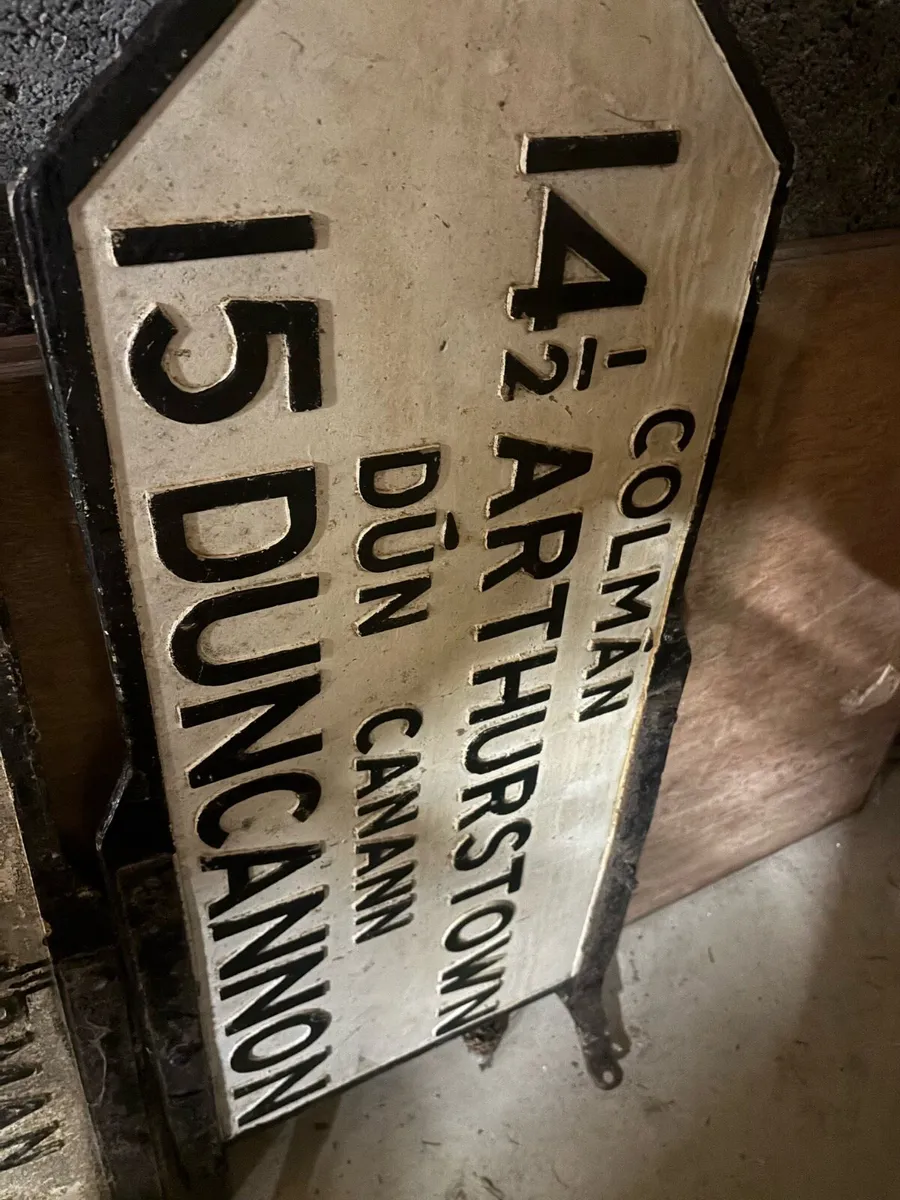 COLMÁN
14½ ARTHURSTOWN
DÚN CANANN
15 DUNCANNON